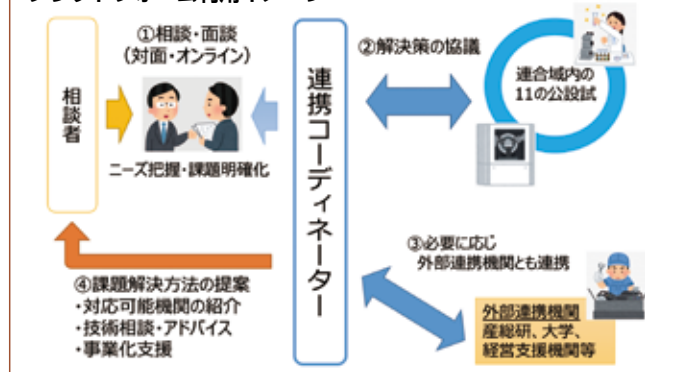 ①相談・面談
（対面・オンライン）
相談者
ニーズ把握・課題明確化
連携コーディネーター
②解決策の協議
連合域内の
11の公設試
③必要に応じ
外部連携機関とも連携
外部連携機関
産総研、大学、
経営支援機関等
④課題解決方法の提案
・対応可能機関の紹介
・技術相談・アドバイス
・事業化支援